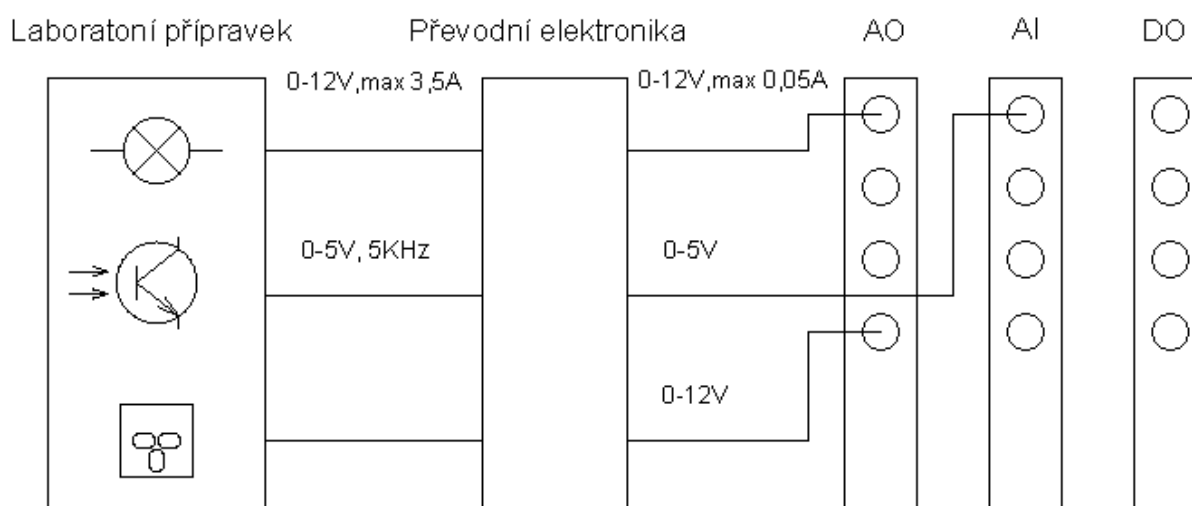 Laboratoní přípravek Převodní elektronika AO AI DO
0-12V,max 3,5A 0-12V,max 0,05A
0-5V, 5KHz 0-5V
0-12V